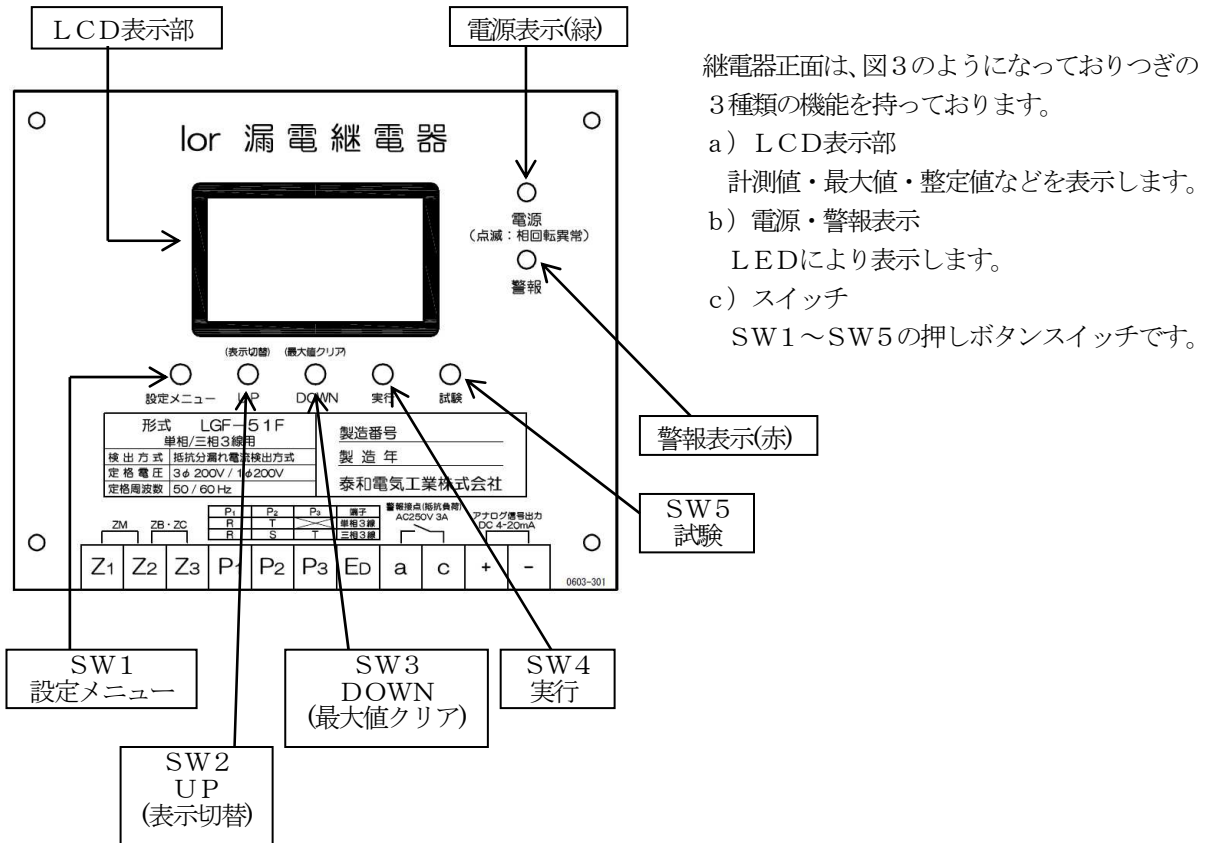 ＬＣＤ表示部
電源表示(緑)
継電器正面は、図３のようになっておりつぎの
３種類の機能を持っております。
ａ）ＬＣＤ表示部
計測値・最大値・整定値などを表示します。
ｂ）電源・警報表示
ＬＥＤにより表示します。
ｃ）スイッチ
ＳＷ１～ＳＷ５の押しボタンスイッチです。
Ior 漏電継電器
電源
(点滅：相回転異常)
警報
(表示切替) (最大値クリア)
設定メニュー UP DOWN 実行 試験
警報表示(赤)
ＳＷ５
試験
形式 LGF-51F
単相/三相3線用
検出方式 抵抗分漏れ電流検出方式
定格電圧 3φ 200V / 1φ200V
定格周波数 50 / 60 Hz
製造番号
製造年
泰和電気工業株式会社
ZM ZB・ZC
P1 P2 P3 端子
R T 単相3線
R S T 三相3線
警報接点(抵抗負荷)
AC250V 3A
アナログ信号出力
DC 4-20mA
Z1 Z2 Z3 P1 P2 P3 ED a c + -
0603-301
ＳＷ１
設定メニュー
ＳＷ３
ＤＯＷＮ
(最大値クリア)
ＳＷ４
実行
ＳＷ２
ＵＰ
(表示切替)